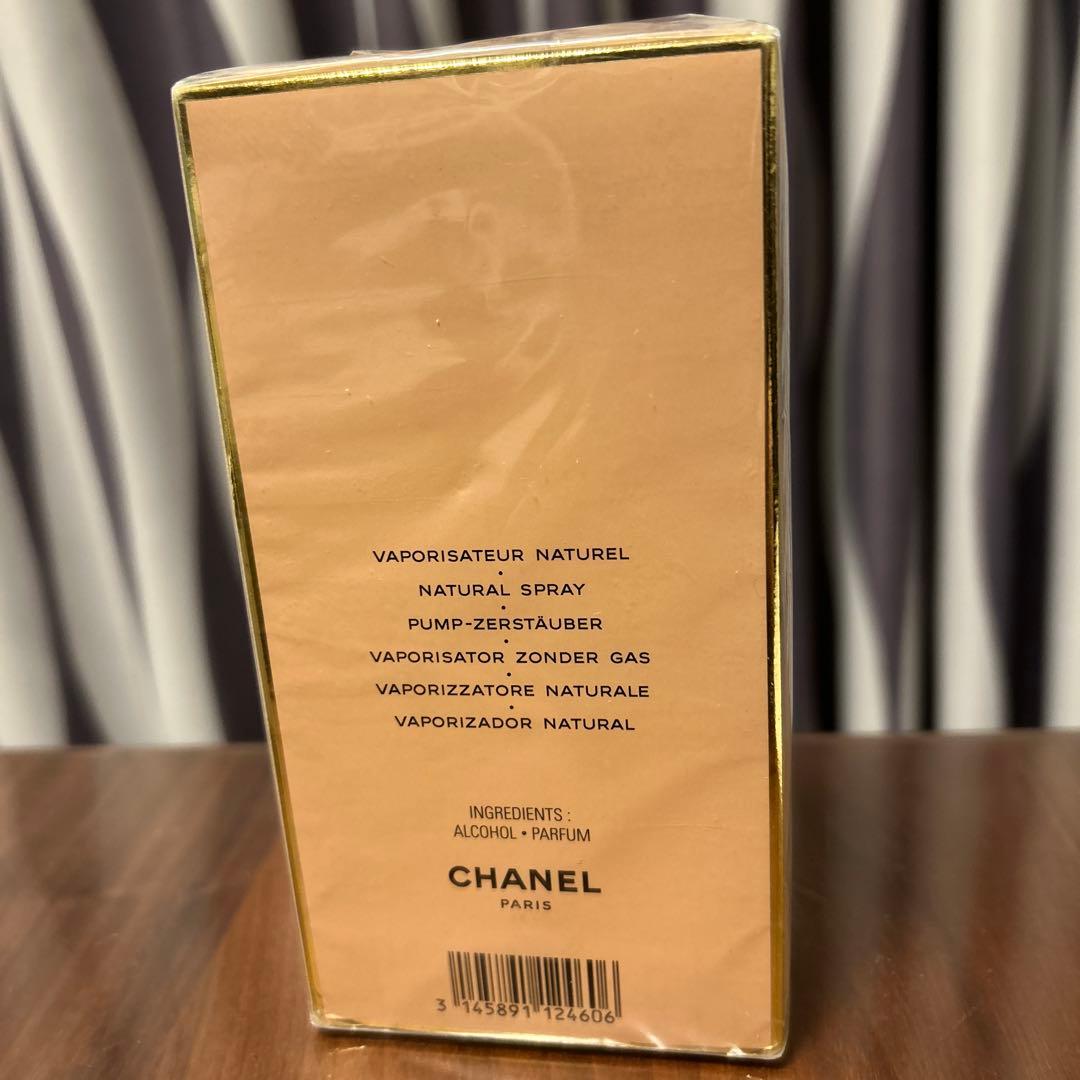 VAPORISATEUR NATUREL
•
NATURAL SPRAY
•
PUMP-ZERSTÄUBER
•
VAPORISATOR ZONDER GAS
•
VAPORIZZATORE NATURALE
•
VAPORIZADOR NATURAL
INGREDIENTS :
ALCOHOL • PARFUM
CHANEL
PARIS
3 145891 124606